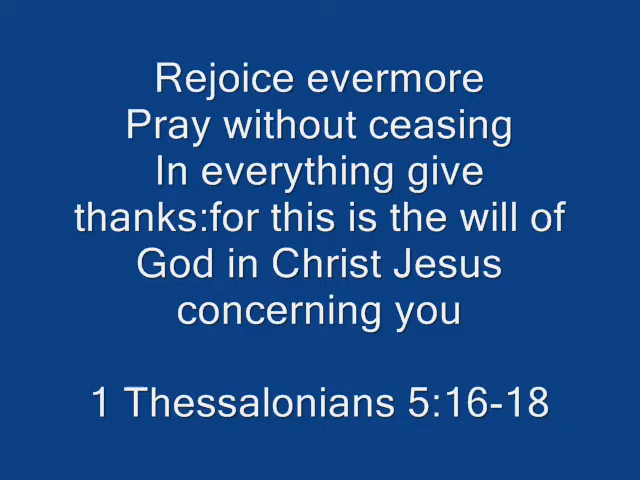 Rejoice evermore
Pray without ceasing
In everything give
thanks:for this is the will of
God in Christ Jesus
concerning you
1 Thessalonians 5:16-18